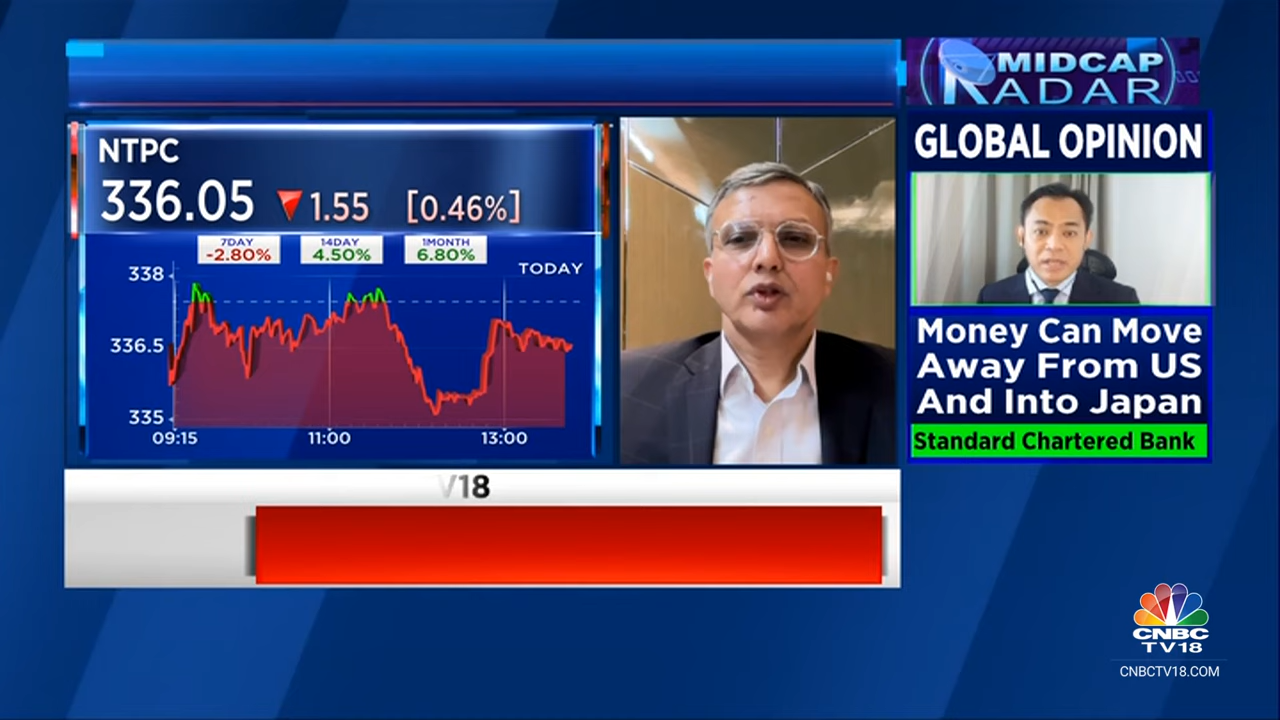 MIDCAP
RADAR
NTPC
336.05 ▼ 1.55 [0.46%]
7DAY
-2.80%
14DAY
4.50%
1MONTH
6.80%
TODAY
338
336.5
335
09:15
11:00
13:00
GLOBAL OPINION
Money Can Move
Away From US
And Into Japan
Standard Chartered Bank
V18
CNBC
TV18
CNBCTV18.COM